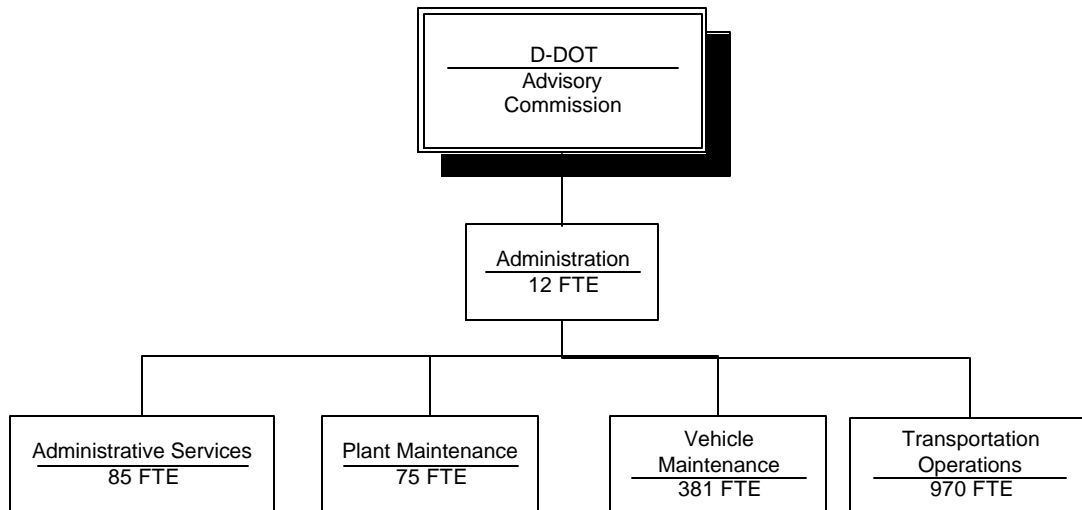 D-DOT
Advisory
Commission
Administration
12 FTE
Administrative Services
85 FTE
Plant Maintenance
75 FTE
Vehicle
Maintenance
381 FTE
Transportation
Operations
970 FTE